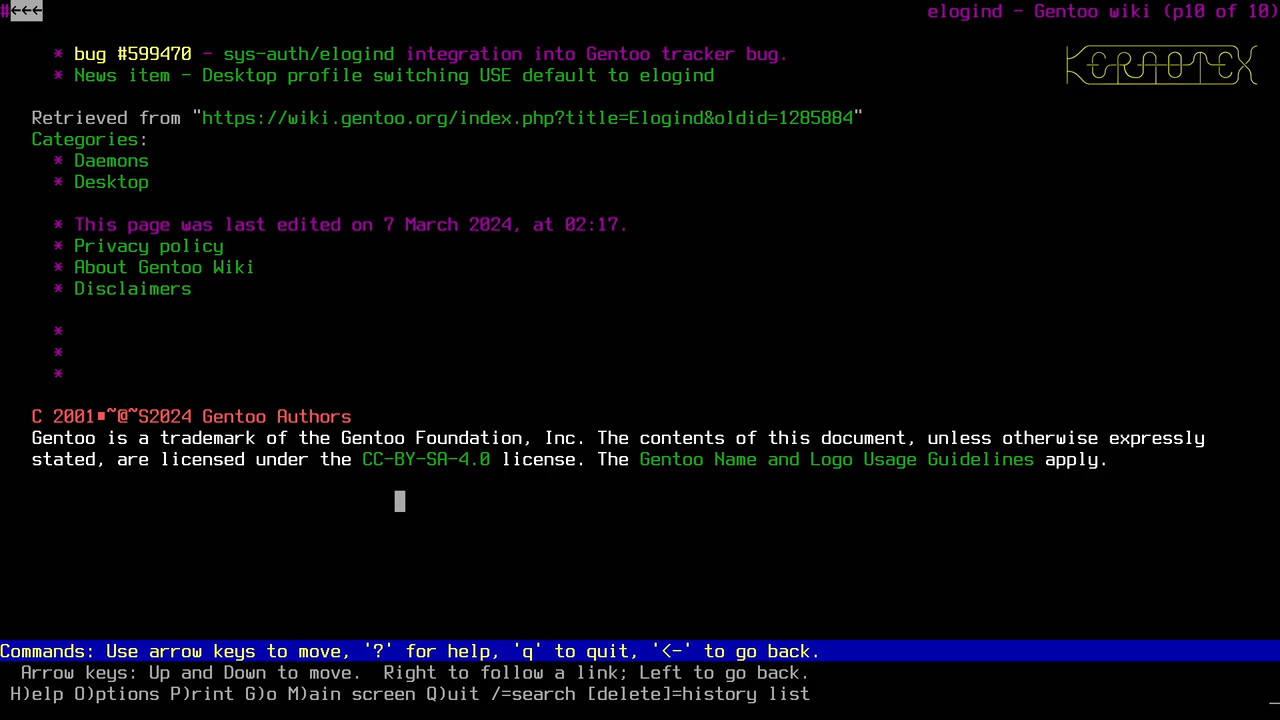 #←←← elogind - Gentoo wiki (p10 of 10)
* bug #599470 - sys-auth/elogind integration into Gentoo tracker bug.
* News item - Desktop profile switching USE default to elogind
KERAOTEX
Retrieved from "https://wiki.gentoo.org/index.php?title=Elogind&oldid=1285884"
Categories:
* Daemons
* Desktop
* This page was last edited on 7 March 2024, at 02:17.
* Privacy policy
* About Gentoo Wiki
* Disclaimers
*
*
*
C 2001▪~@~S2024 Gentoo Authors
Gentoo is a trademark of the Gentoo Foundation, Inc. The contents of this document, unless otherwise expressly
stated, are licensed under the CC-BY-SA-4.0 license. The Gentoo Name and Logo Usage Guidelines apply.
Commands: Use arrow keys to move, '?' for help, 'q' to quit, '<-' to go back.
Arrow keys: Up and Down to move. Right to follow a link; Left to go back.
H)elp O)ptions P)rint G)o M)ain screen Q)uit /=search [delete]=history list